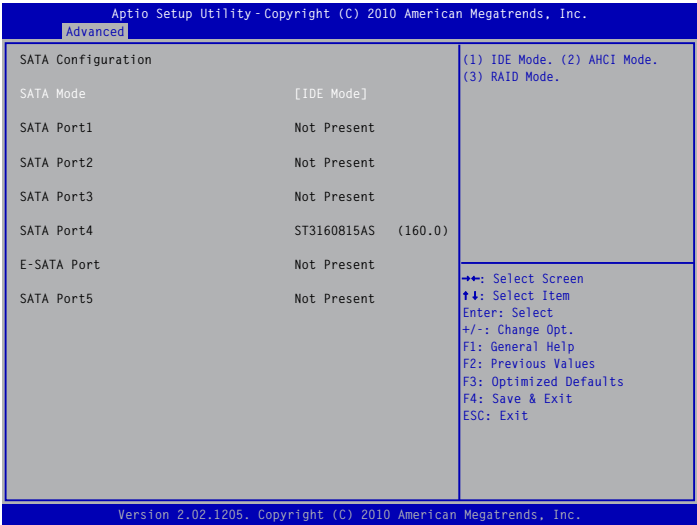 Aptio Setup Utility - Copyright (C) 2010 American Megatrends, Inc.
Advanced
SATA Configuration
SATA Mode [IDE Mode]
SATA Port1 Not Present
SATA Port2 Not Present
SATA Port3 Not Present
SATA Port4 ST3160815AS (160.0)
E-SATA Port Not Present
SATA Port5 Not Present
(1) IDE Mode. (2) AHCI Mode.
(3) RAID Mode.
→←: Select Screen
↑↓: Select Item
Enter: Select
+/-: Change Opt.
F1: General Help
F2: Previous Values
F3: Optimized Defaults
F4: Save & Exit
ESC: Exit
Version 2.02.1205. Copyright (C) 2010 American Megatrends, Inc.